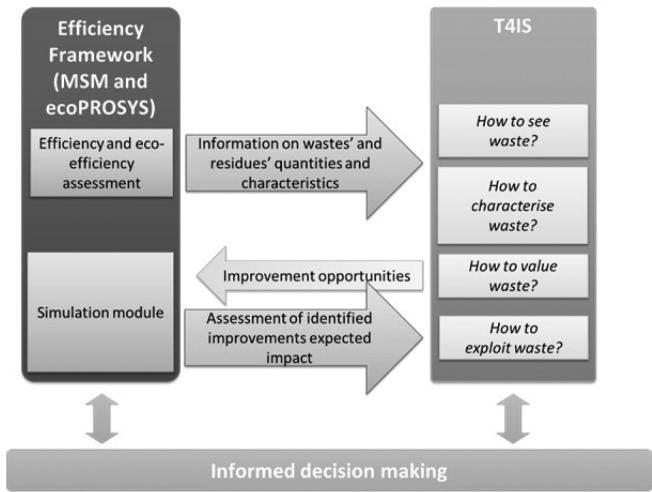 Efficiency
Framework
(MSM and
ecoPROSYS)
Efficiency and eco-
efficiency
assessment
Simulation module
Information on wastes’ and
residues’ quantities and
characteristics
Improvement opportunities
Assessment of identified
improvements expected
impact
T4IS
How to see
waste?
How to
characterise
waste?
How to value
waste?
How to
exploit waste?
Informed decision making